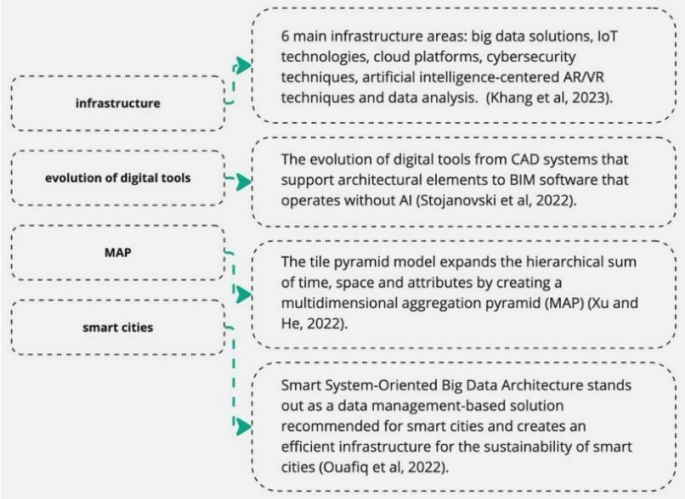 infrastructure
6 main infrastructure areas: big data solutions, IoT
technologies, cloud platforms, cybersecurity
techniques, artificial intelligence-centered AR/VR
techniques and data analysis. (Khang et al, 2023).
evolution of digital tools
The evolution of digital tools from CAD systems that
support architectural elements to BIM software that
operates without AI (Stojanovski et al, 2022).
MAP
The tile pyramid model expands the hierarchical sum
of time, space and attributes by creating a
multidimensional aggregation pyramid (MAP) (Xu and
He, 2022).
smart cities
Smart System-Oriented Big Data Architecture stands
out as a data management-based solution
recommended for smart cities and creates an
efficient infrastructure for the sustainability of smart
cities (Ouafiq et al, 2022).